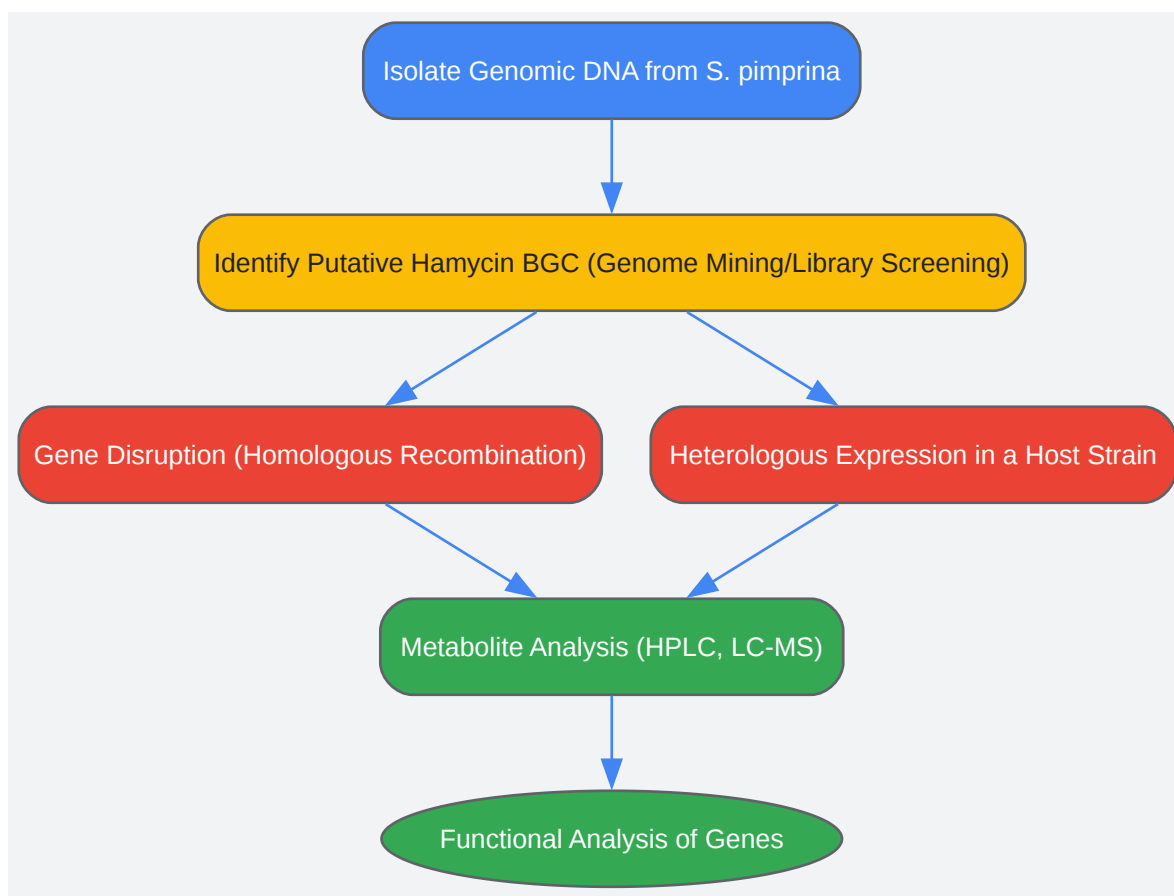 Isolate Genomic DNA from S. pimprina
Identify Putative Hamycin BGC (Genome Mining/Library Screening)
Gene Disruption (Homologous Recombination)
Heterologous Expression in a Host Strain
Metabolite Analysis (HPLC, LC-MS)
Functional Analysis of Genes